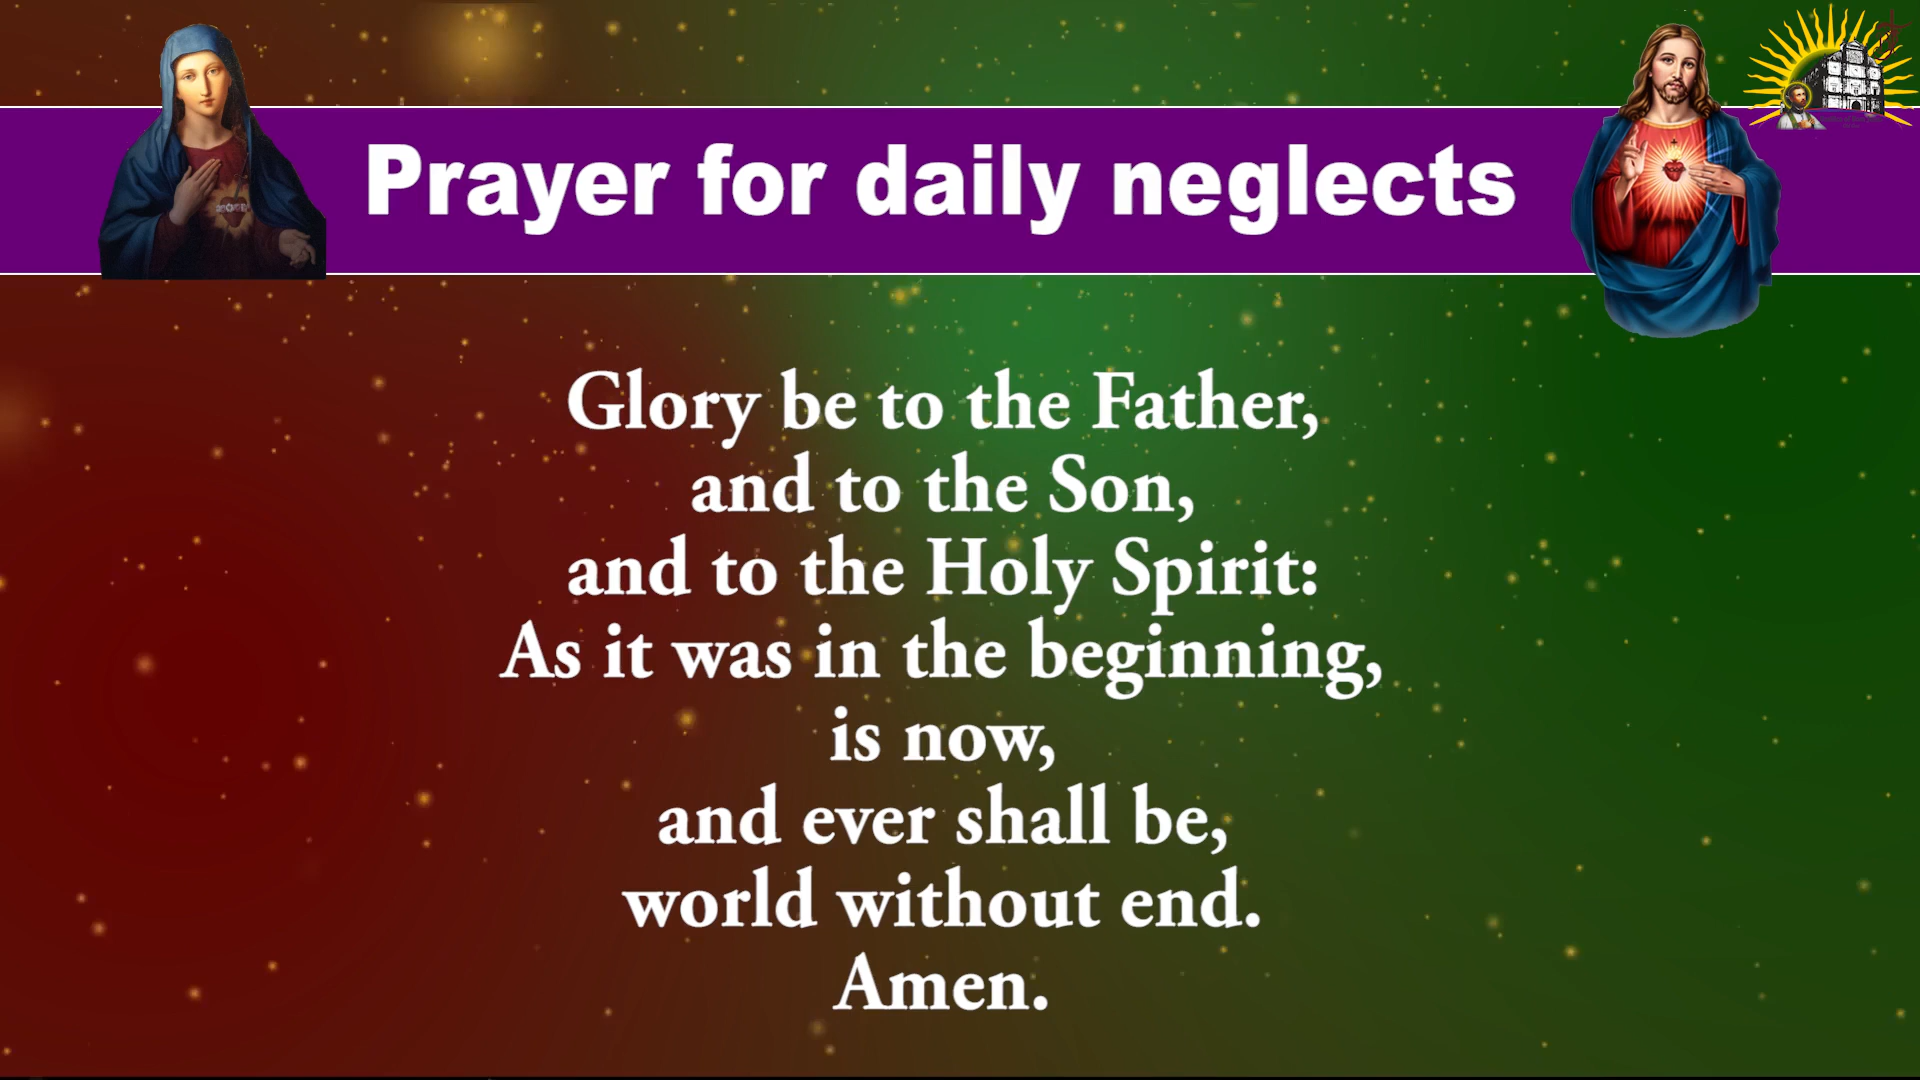 Prayer for daily neglects
Glory be to the Father,
and to the Son,
and to the Holy Spirit:
As it was in the beginning,
is now,
and ever shall be,
world without end.
Amen.